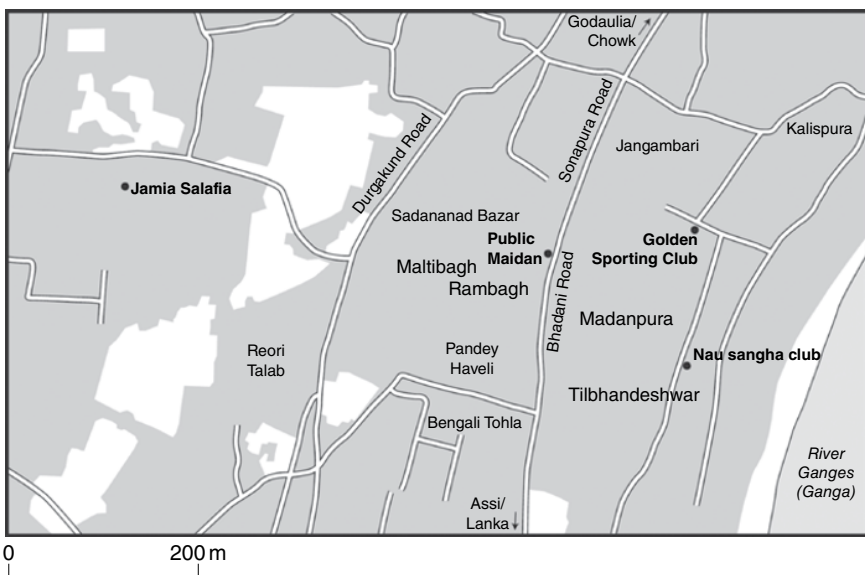 Godaulia/
Chowk
Sonapura Road
Jangambari
Kalispura
Durgakund Road
Jamia Salafia
Sadananad Bazar
Public
Maidan
Golden
Sporting Club
Maltibagh
Rambagh
Bhadani Road
Madanpura
Reori
Talab
Pandey
Haveli
Nau sangha club
Tilbhandeshwar
Bengali Tohla
River
Ganges
(Ganga)
Assi/
Lanka
0 200 m